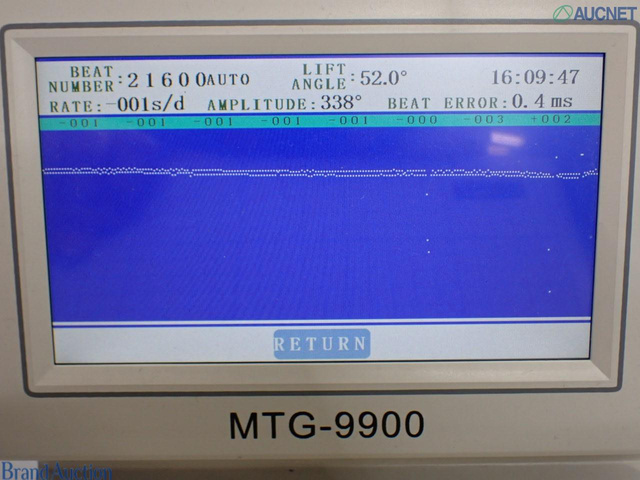 AUCNET
BEAT NUMBER:21600AUTO LIFT ANGLE:52.0° 16:09:47
RATE:-001s/d AMPLITUDE:338° BEAT ERROR:0.4ms
-001 -001 -001 -001 -001 -000 -003 +002
RETURN
MTG-9900
Brand Auction